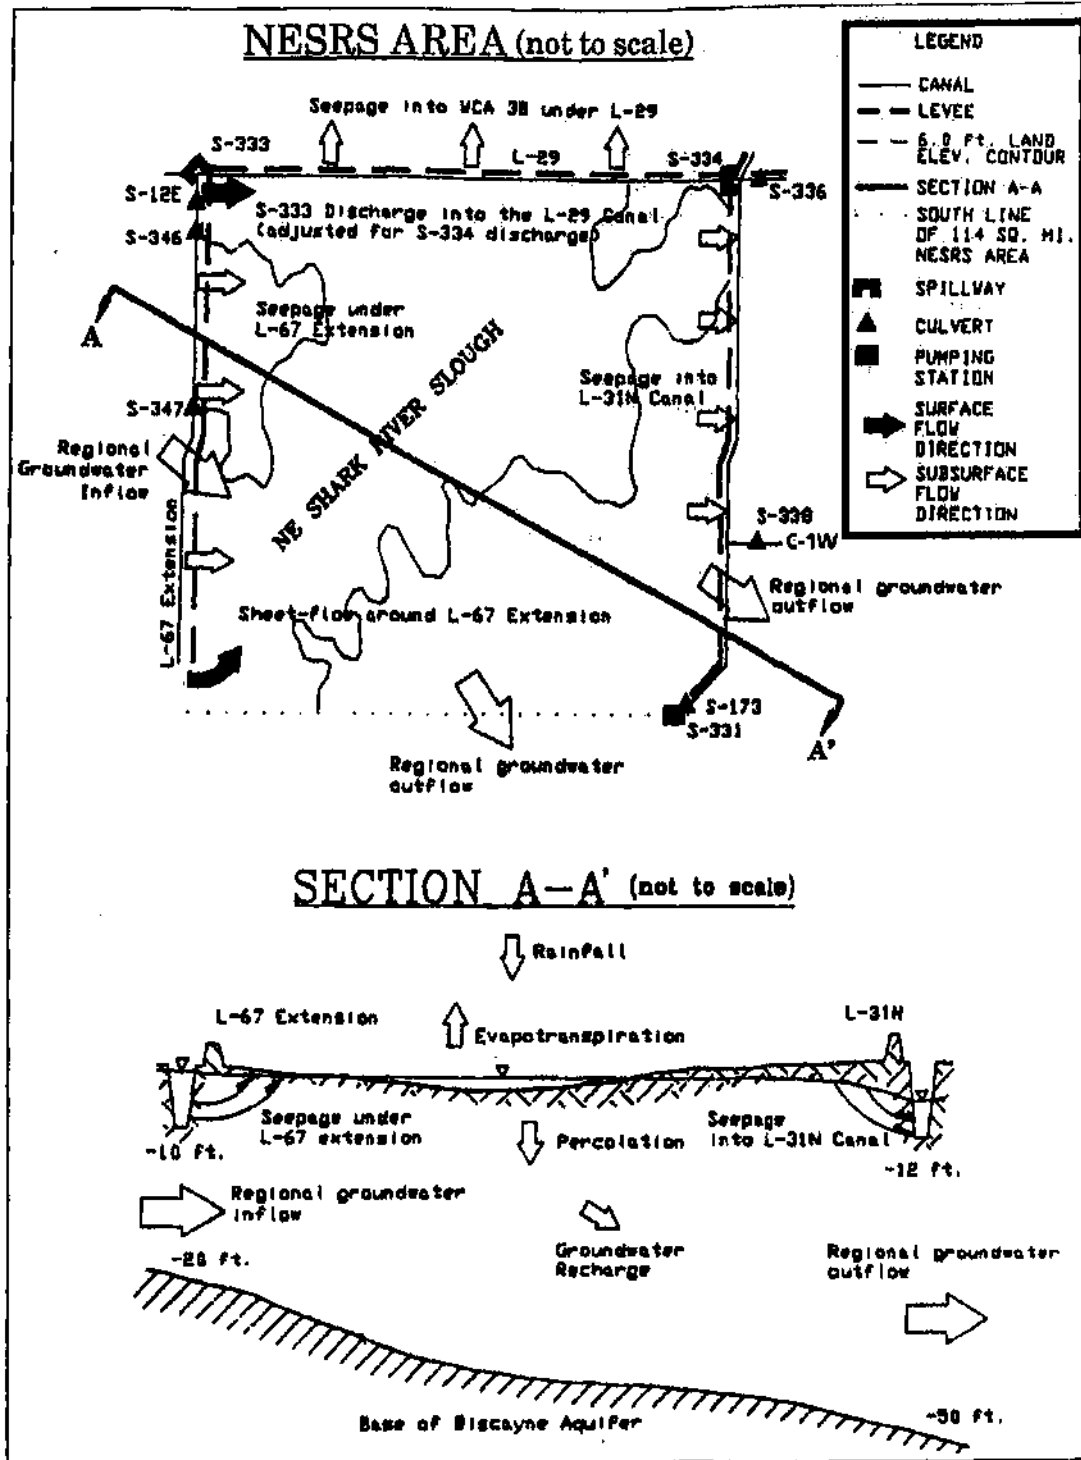 NESRS AREA (not to scale)
LEGEND
CANAL
LEVEE
6.0 Ft. LAND
ELEV. CONTOUR
SECTION A-A
SOUTH LINE
OF 114 SQ. MI.
NESRS AREA
SPILLWAY
CULVERT
PUMPING
STATION
SURFACE
FLOW
DIRECTION
SUBSURFACE
FLOW
DIRECTION
Seepage into WCA 3B under L-29
S-333
L-29
S-334
S-336
S-12E
S-333 Discharge into the L-29 Canal
(adjusted for S-334 discharge)
S-346
Seepage under
L-67 Extension
A
NE SHARK RIVER SLOUGH
Seepage into
L-31N Canal
S-347
Regional
Groundwater
Inflow
S-338
C-1W
L-67 Extension
Regional groundwater
outflow
Sheet-flow around L-67 Extension
S-173
S-331
A'
Regional groundwater
outflow
SECTION A-A' (not to scale)
Rainfall
L-67 Extension
L-31N
Evapotranspiration
Seepage under
L-67 extension
Seepage
into L-31N Canal
Percolation
-10 ft.
-12 ft.
Regional groundwater
inflow
Groundwater
Recharge
Regional groundwater
outflow
-28 ft.
Base of Biscayne Aquifer
-50 ft.